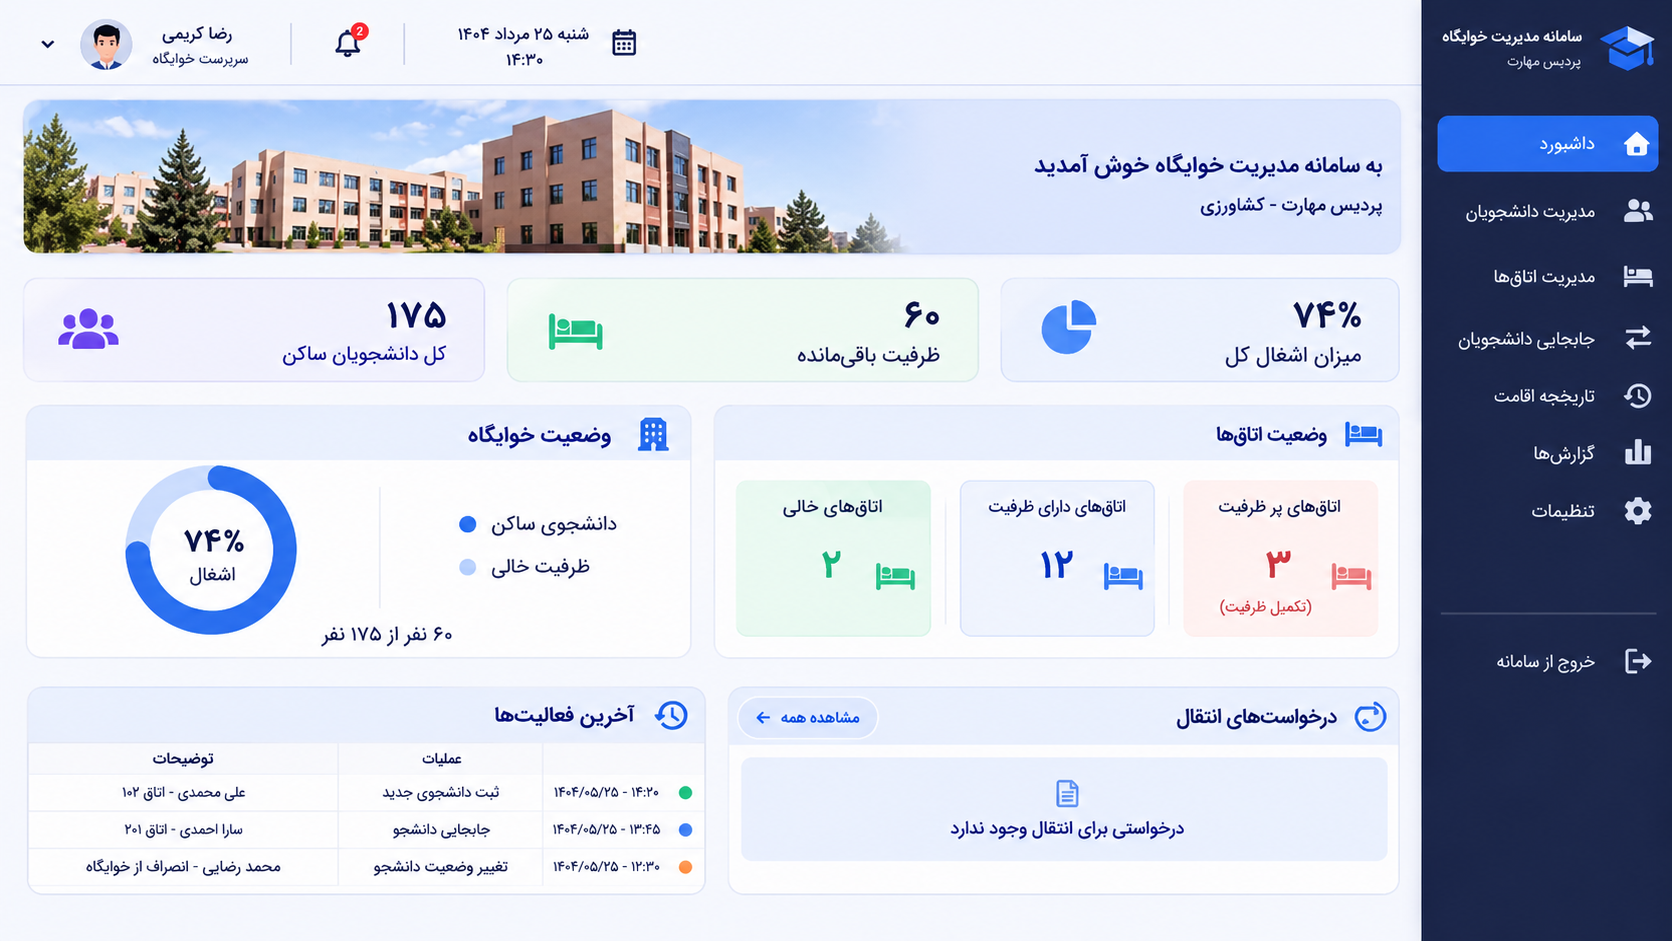 سامانه مدیریت خوابگاه
پردیس مهارت
داشبورد
مدیریت دانشجویان
مدیریت اتاق‌ها
جابجایی دانشجویان
تاریخچه اقامت
گزارش‌ها
تنظیمات
خروج از سامانه
شنبه ۲۵ مرداد ۱۴۰۴
۱۴:۳۰
2
رضا کریمی
سرپرست خوابگاه
به سامانه مدیریت خوابگاه خوش آمدید
پردیس مهارت - کشاورزی
۷۴%
میزان اشغال کل
۶۰
ظرفیت باقی‌مانده
۱۷۵
کل دانشجویان ساکن
وضعیت اتاق‌ها
اتاق‌های پر ظرفیت
۳
(تکمیل ظرفیت)
اتاق‌های دارای ظرفیت
۱۲
اتاق‌های خالی
۲
وضعیت خوابگاه
دانشجوی ساکن
ظرفیت خالی
۷۴%
اشغال
۶۰ نفر از ۱۷۵ نفر
درخواست‌های انتقال
مشاهده همه ←
درخواستی برای انتقال وجود ندارد
آخرین فعالیت‌ها
عملیات توضیحات
۱۴۰۴/۰۵/۲۵ - ۱۴:۲۰ ثبت دانشجوی جدید علی محمدی - اتاق ۱۰۲
۱۴۰۴/۰۵/۲۵ - ۱۳:۴۵ جابجایی دانشجو سارا احمدی - اتاق ۲۰۱
۱۴۰۴/۰۵/۲۵ - ۱۲:۳۰ تغییر وضعیت دانشجو محمد رضایی - انصراف از خوابگاه